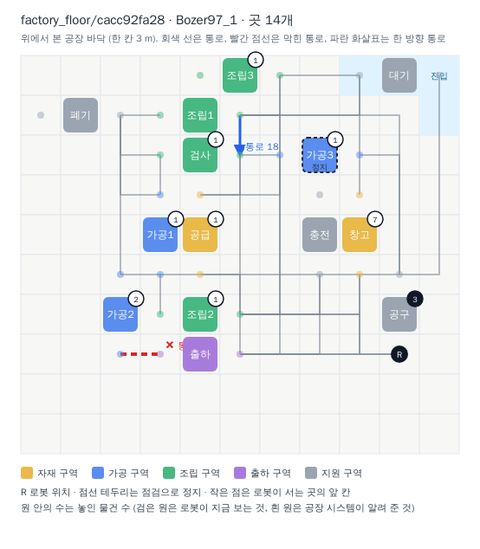 factory_floor/cacc92fa28 · Bozer97_1 · 곳 14개
위에서 본 공장 바닥 (한 칸 3 m). 회색 선은 통로, 빨간 점선은 막힌 통로, 파란 화살표는 한 방향 통로
1
조립3
대기
진입
폐기
조립1
1
검사
통로 18
1
가공3
정지
1
가공1
1
공급
충전
7
창고
2
가공2
1
조립2
3
공구
×
출하
R
자재 구역
가공 구역
조립 구역
출하 구역
지원 구역
R 로봇 위치 · 점선 테두리는 점검으로 정지 · 작은 점은 로봇이 서는 곳의 앞 칸
원 안의 수는 놓인 물건 수 (검은 원은 로봇이 지금 보는 것, 흰 원은 공장 시스템이 알려 준 것)